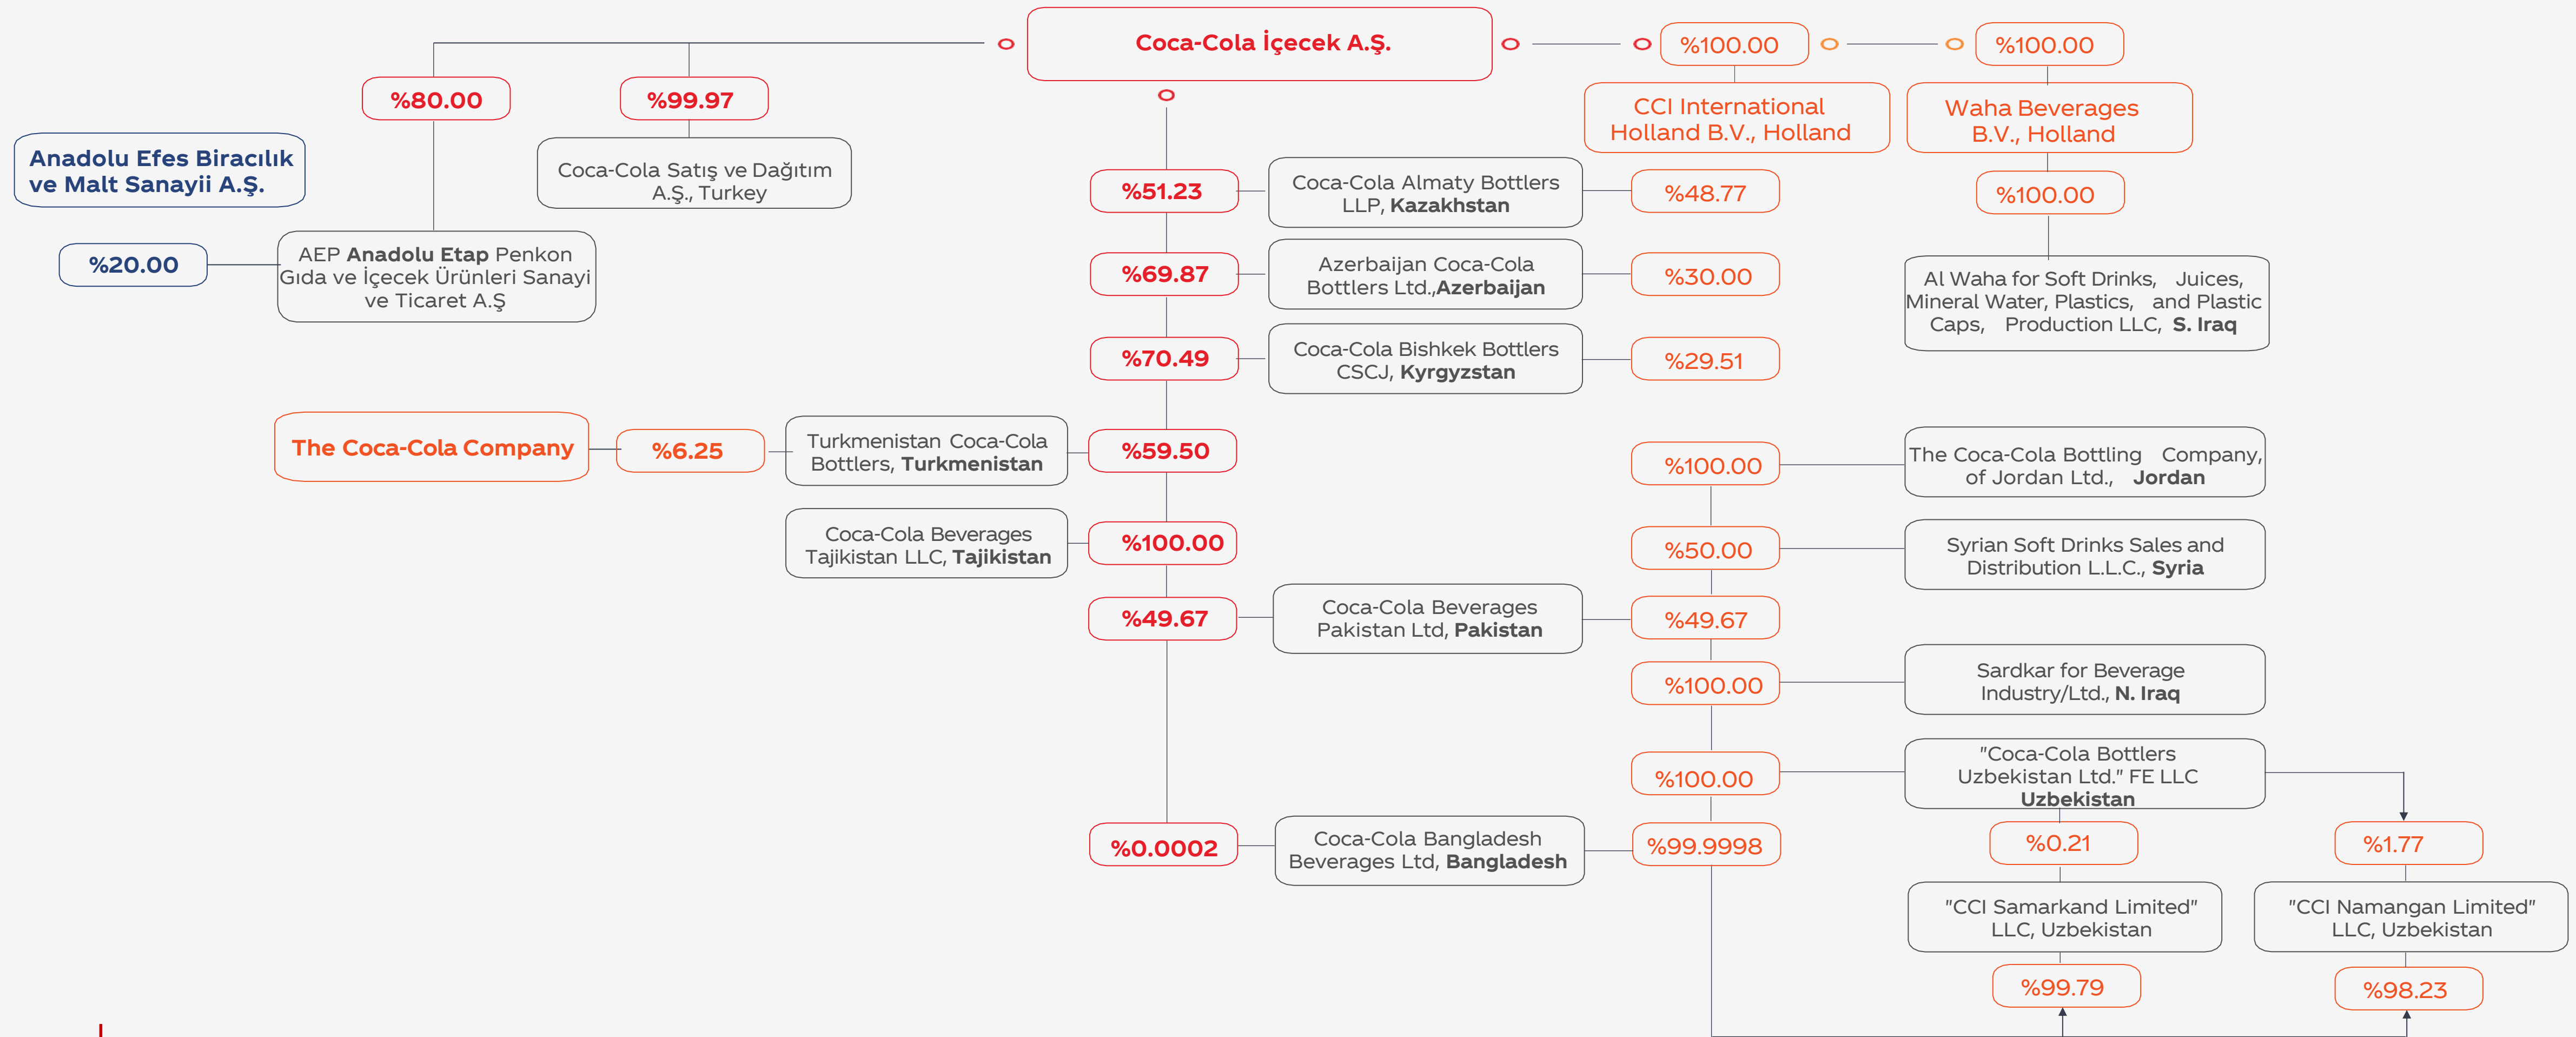 Coca-Cola İçecek A.Ş.
%100.00
%100.00
%80.00
%99.97
CCI International
Holland B.V., Holland
Waha Beverages
B.V., Holland
Anadolu Efes Biracılık
ve Malt Sanayii A.Ş.
Coca-Cola Satış ve Dağıtım
A.Ş., Turkey
%51.23
Coca-Cola Almaty Bottlers
LLP, Kazakhstan
%48.77
%100.00
%20.00
AEP Anadolu Etap Penkon
Gıda ve İçecek Ürünleri Sanayi
ve Ticaret A.Ş
%69.87
Azerbaijan Coca-Cola
Bottlers Ltd.,Azerbaijan
%30.00
Al Waha for Soft Drinks, Juices,
Mineral Water, Plastics, and Plastic
Caps, Production LLC, S. Iraq
%70.49
Coca-Cola Bishkek Bottlers
CSCJ, Kyrgyzstan
%29.51
The Coca-Cola Company
%6.25
Turkmenistan Coca-Cola
Bottlers, Turkmenistan
%59.50
%100.00
The Coca-Cola Bottling Company,
of Jordan Ltd., Jordan
Coca-Cola Beverages
Tajikistan LLC, Tajikistan
%100.00
%50.00
Syrian Soft Drinks Sales and
Distribution L.L.C., Syria
%49.67
Coca-Cola Beverages
Pakistan Ltd, Pakistan
%49.67
%100.00
Sardkar for Beverage
Industry/Ltd., N. Iraq
%100.00
"Coca-Cola Bottlers
Uzbekistan Ltd." FE LLC
Uzbekistan
%0.0002
Coca-Cola Bangladesh
Beverages Ltd, Bangladesh
%99.9998
%0.21
%1.77
"CCI Samarkand Limited"
LLC, Uzbekistan
"CCI Namangan Limited"
LLC, Uzbekistan
%99.79
%98.23